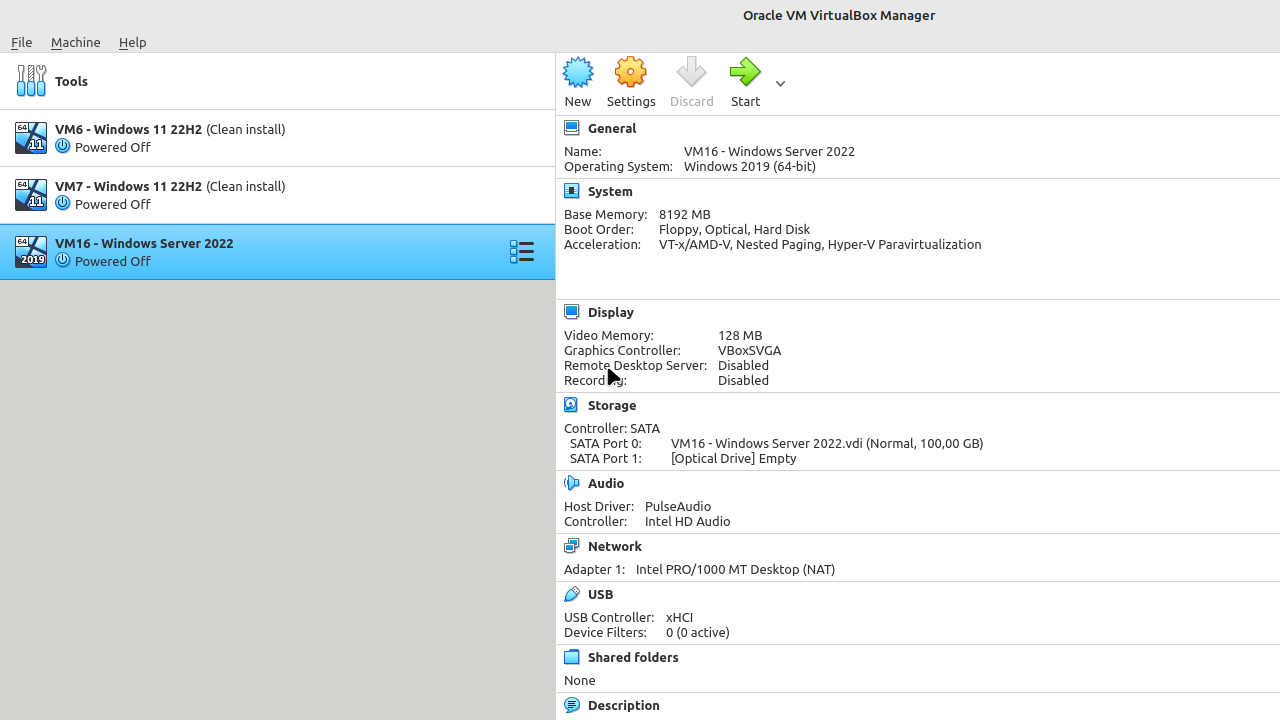 Oracle VM VirtualBox Manager
File Machine Help
Tools
VM6 - Windows 11 22H2 (Clean install)
Powered Off
VM7 - Windows 11 22H2 (Clean install)
Powered Off
VM16 - Windows Server 2022
Powered Off
64
11
64
11
64
2019
New Settings Discard Start
General
Name: VM16 - Windows Server 2022
Operating System: Windows 2019 (64-bit)
System
Base Memory: 8192 MB
Boot Order: Floppy, Optical, Hard Disk
Acceleration: VT-x/AMD-V, Nested Paging, Hyper-V Paravirtualization
Display
Video Memory: 128 MB
Graphics Controller: VBoxSVGA
Remote Desktop Server: Disabled
Recording: Disabled
Storage
Controller: SATA
SATA Port 0: VM16 - Windows Server 2022.vdi (Normal, 100,00 GB)
SATA Port 1: [Optical Drive] Empty
Audio
Host Driver: PulseAudio
Controller: Intel HD Audio
Network
Adapter 1: Intel PRO/1000 MT Desktop (NAT)
USB
USB Controller: xHCI
Device Filters: 0 (0 active)
Shared folders
None
Description